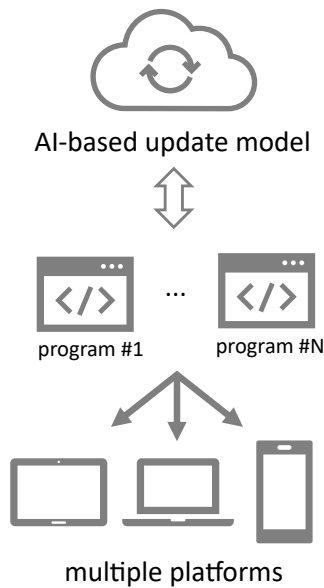 AI-based update model
</>
...
</>
program #1
program #N
multiple platforms